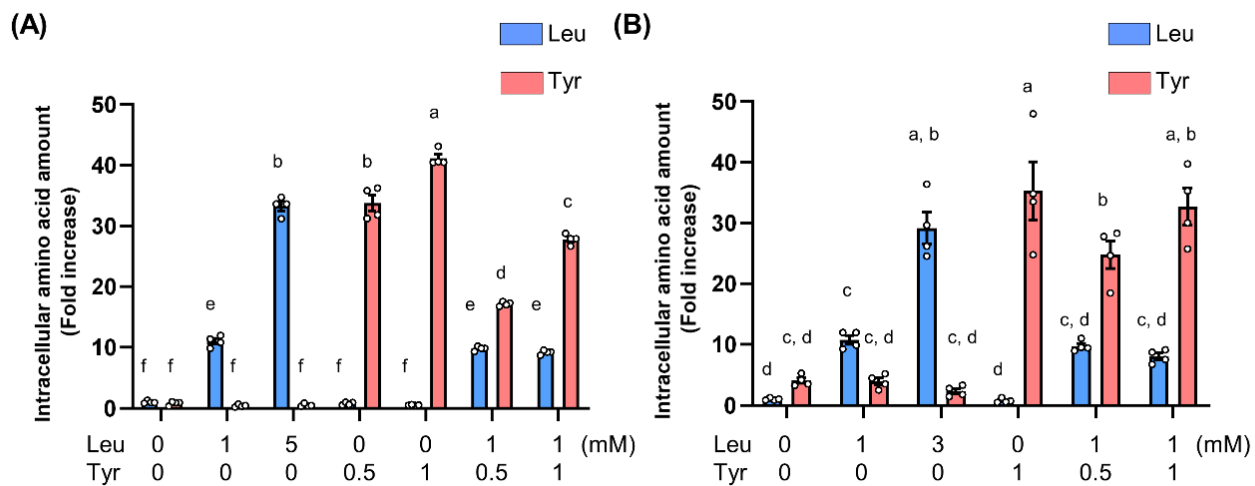 (A)
Leu
Tyr
Intracellular amino acid amount
(Fold increase)
50
40
30
20
10
0
f f e f b f f b f a e d e c
Leu 0 1 5 0 0 1 1 (mM)
Tyr 0 0 0 0.5 1 0.5 1
(B)
Leu
Tyr
Intracellular amino acid amount
(Fold increase)
50
40
30
20
10
0
d c, d c c, d a, b c, d d a c, d b c, d a, b
Leu 0 1 3 0 1 1 (mM)
Tyr 0 0 0 1 0.5 1